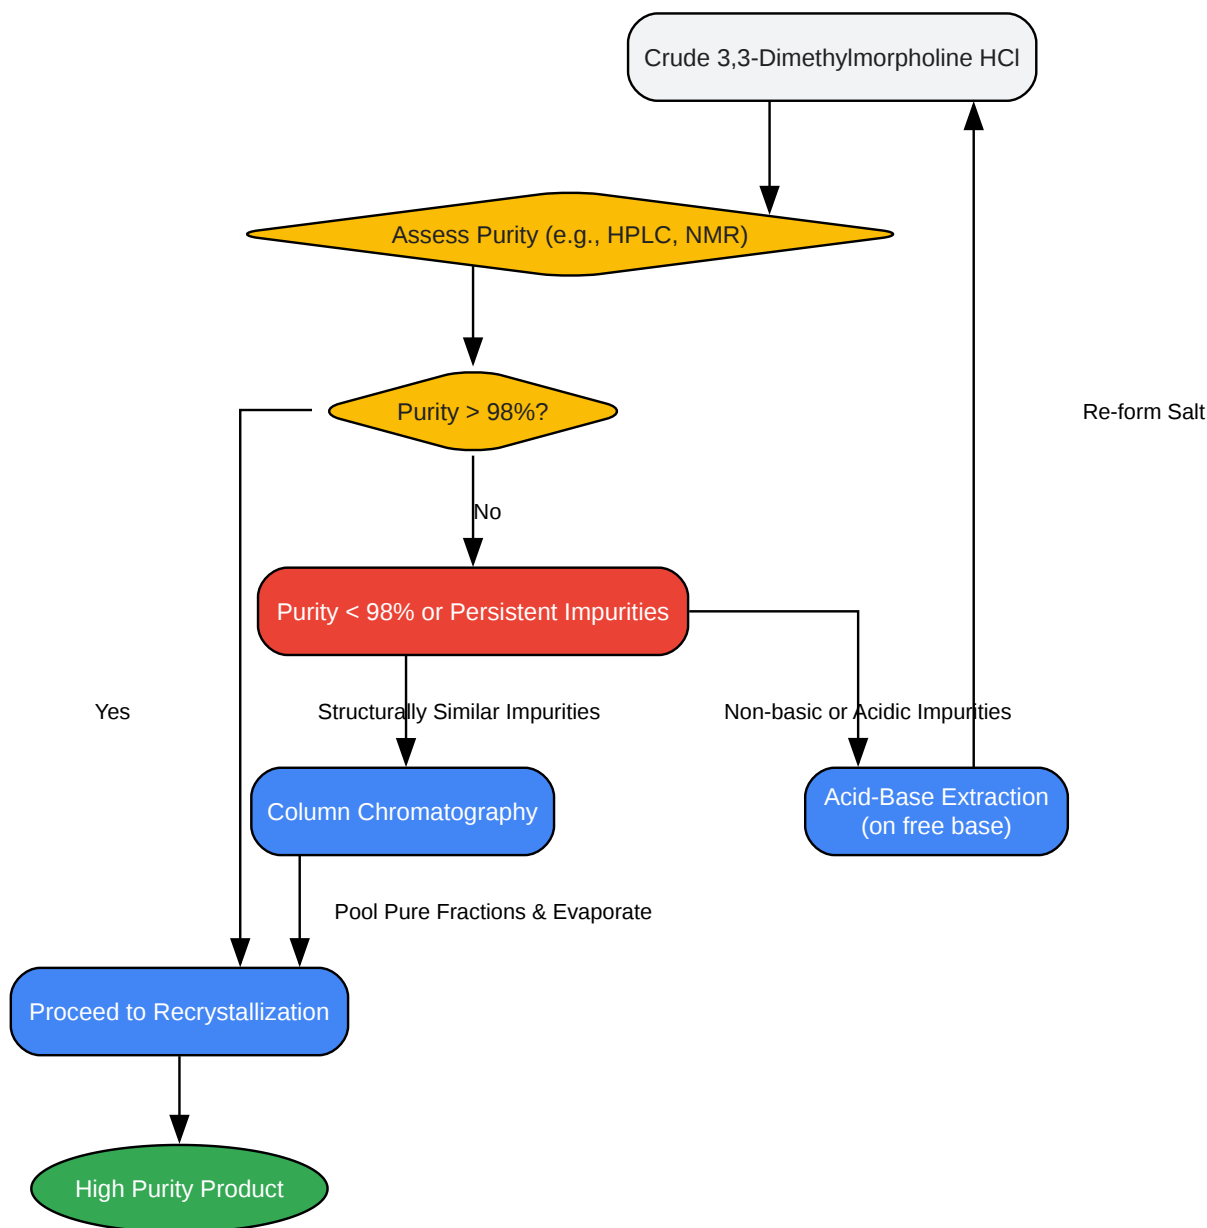 Crude 3,3-Dimethylmorpholine HCl
Assess Purity (e.g., HPLC, NMR)
Purity > 98%?
Re-form Salt
No
Purity < 98% or Persistent Impurities
Yes
Structurally Similar Impurities
Non-basic or Acidic Impurities
Column Chromatography
Acid-Base Extraction
(on free base)
Pool Pure Fractions & Evaporate
Proceed to Recrystallization
High Purity Product